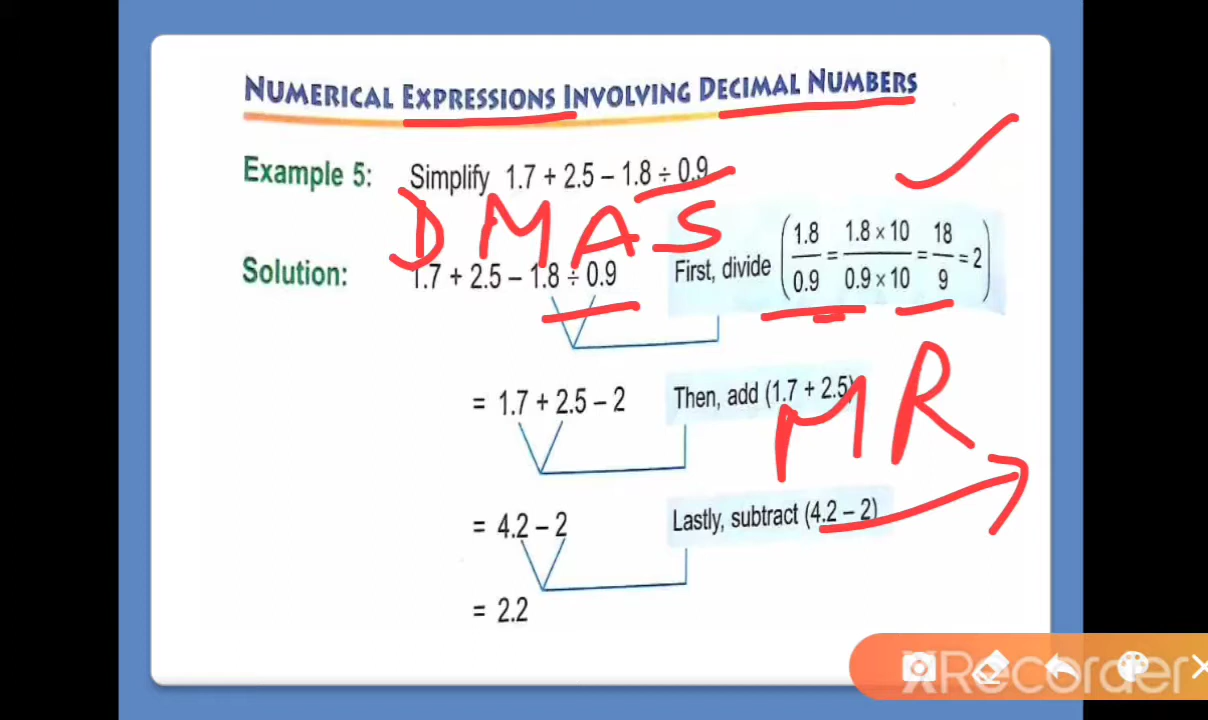 NUMERICAL EXPRESSIONS INVOLVING DECIMAL NUMBERS
Example 5: Simplify 1.7 + 2.5 – 1.8 ÷ 0.9
D M A S
Solution: 1.7 + 2.5 – 1.8 ÷ 0.9 First, divide (1.8/0.9 = 1.8 × 10/0.9 × 10 = 18/9 = 2)
= 1.7 + 2.5 – 2 Then, add (1.7 + 2.5)
MR
= 4.2 – 2 Lastly, subtract (4.2 – 2)
= 2.2
XRecorder